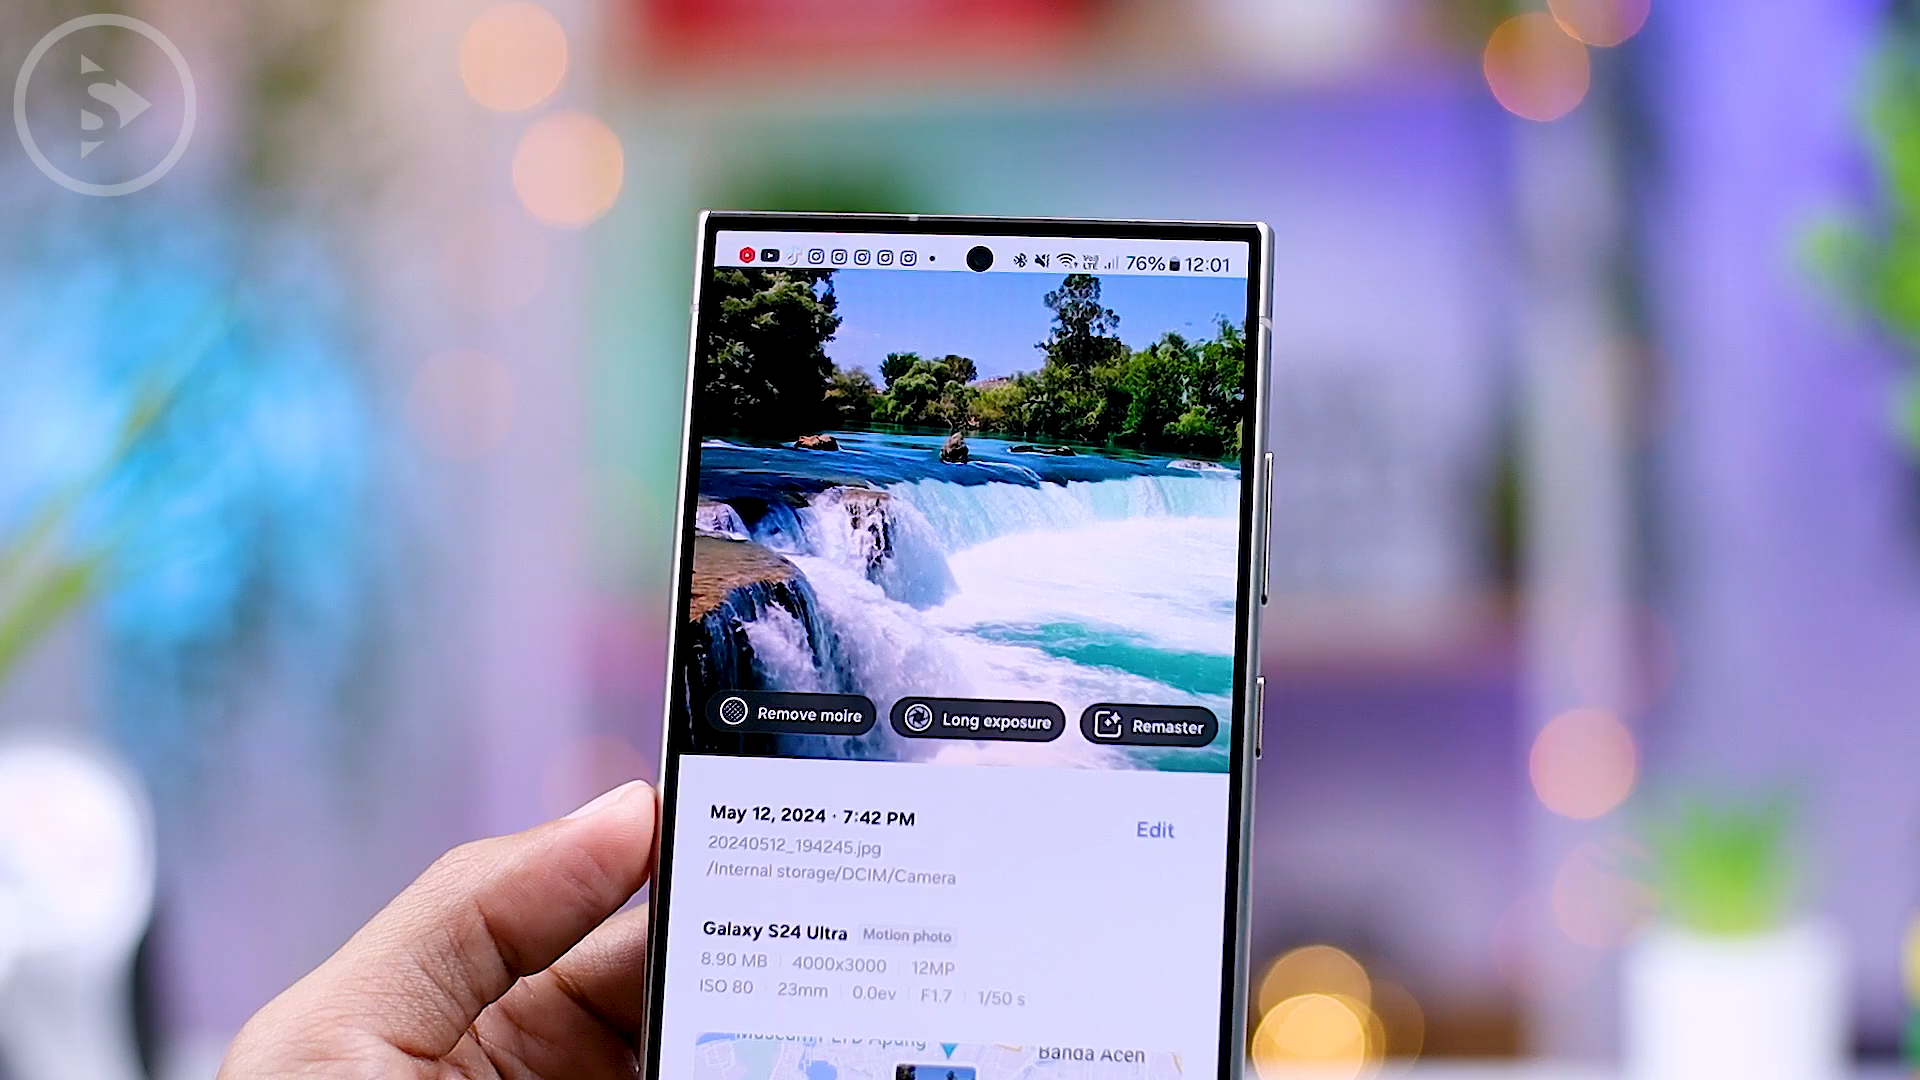 S
VoD
LTE 76% 12:01
Remove moire
Long exposure
Remaster
May 12, 2024 · 7:42 PM
Edit
20240512_194245.jpg
/Internal storage/DCIM/Camera
Galaxy S24 Ultra Motion photo
8.90 MB 4000x3000 12MP
ISO 80 23mm 0.0ev F1.7 1/50 s
Banda Aceh